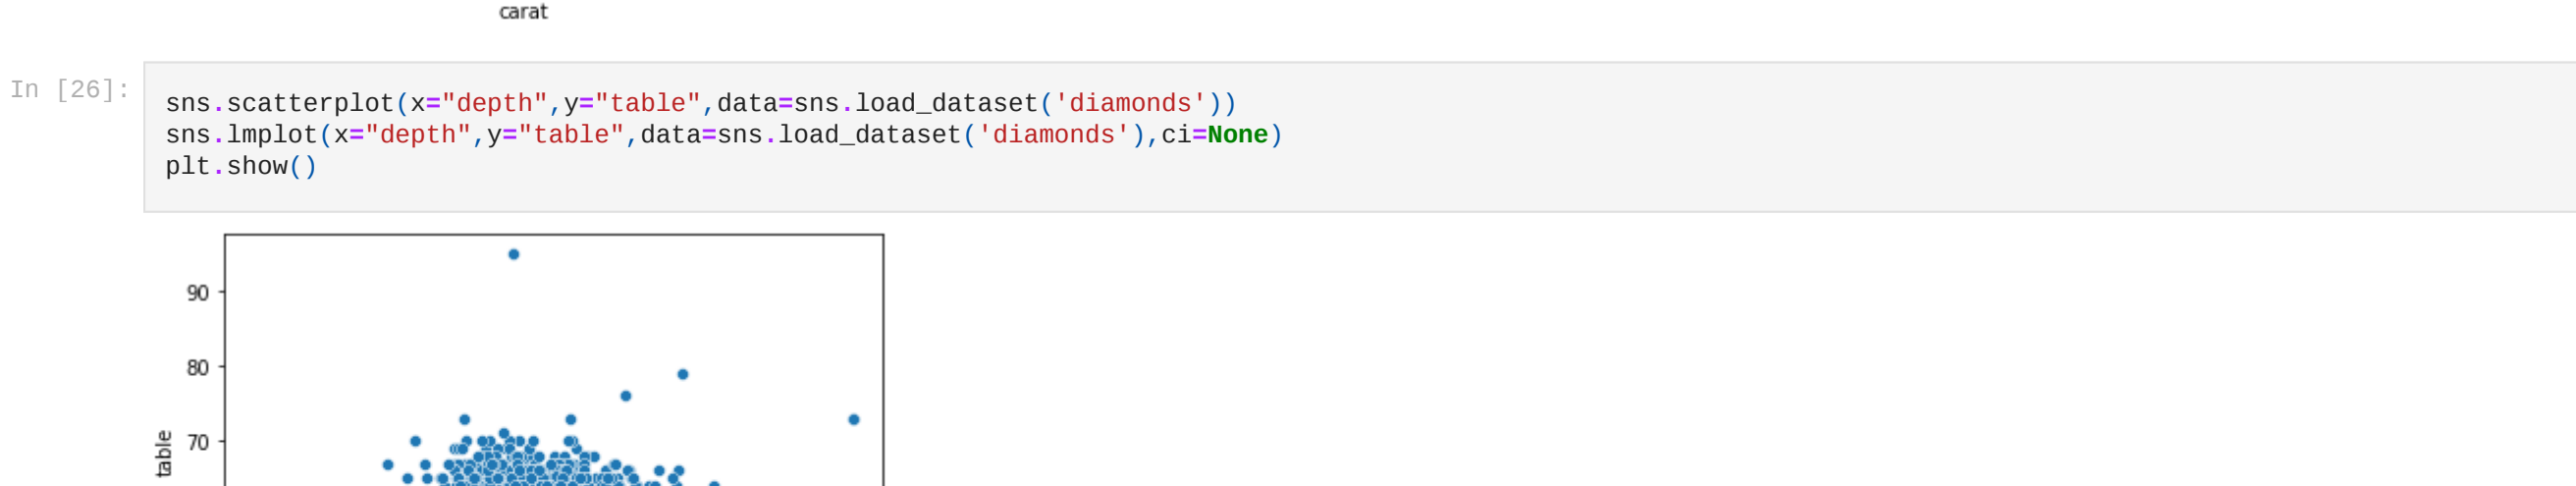 carat
In [26]:
sns.scatterplot(x="depth",y="table",data=sns.load_dataset('diamonds'))
sns.lmplot(x="depth",y="table",data=sns.load_dataset('diamonds'),ci=None)
plt.show()
90
80
70
table